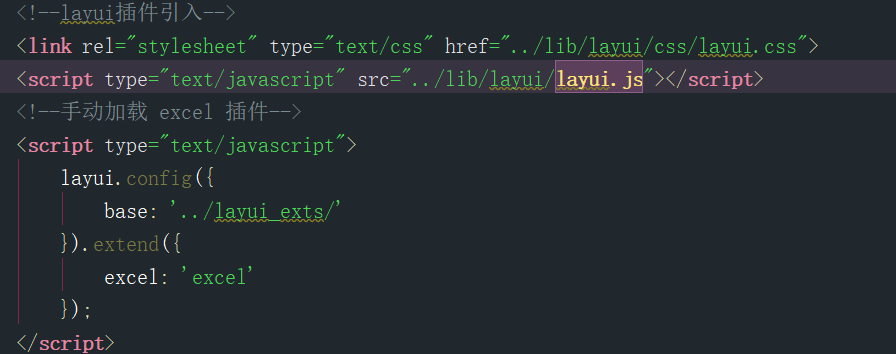 <!--layui插件引入-->
<link rel="stylesheet" type="text/css" href="../lib/layui/css/layui.css">
<script type="text/javascript" src="../lib/layui/layui.js"></script>
<!--手动加载 excel 插件-->
<script type="text/javascript">
layui.config({
base: '../layui_exts/'
}).extend({
excel: 'excel'
});
</script>